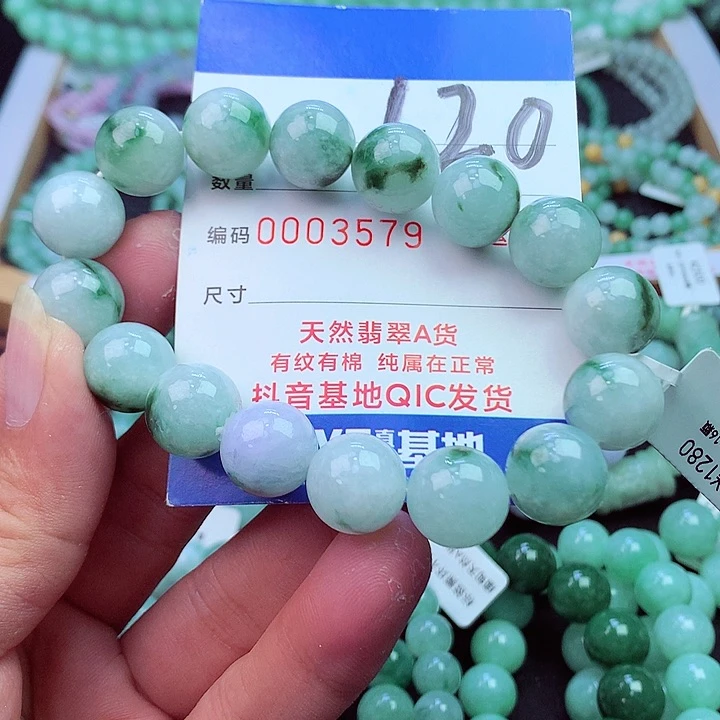 120
数量
编码 0003579
尺寸
天然翡翠A货
有纹有棉 纯属在正常
抖音基地QIC发货
基地
¥1280